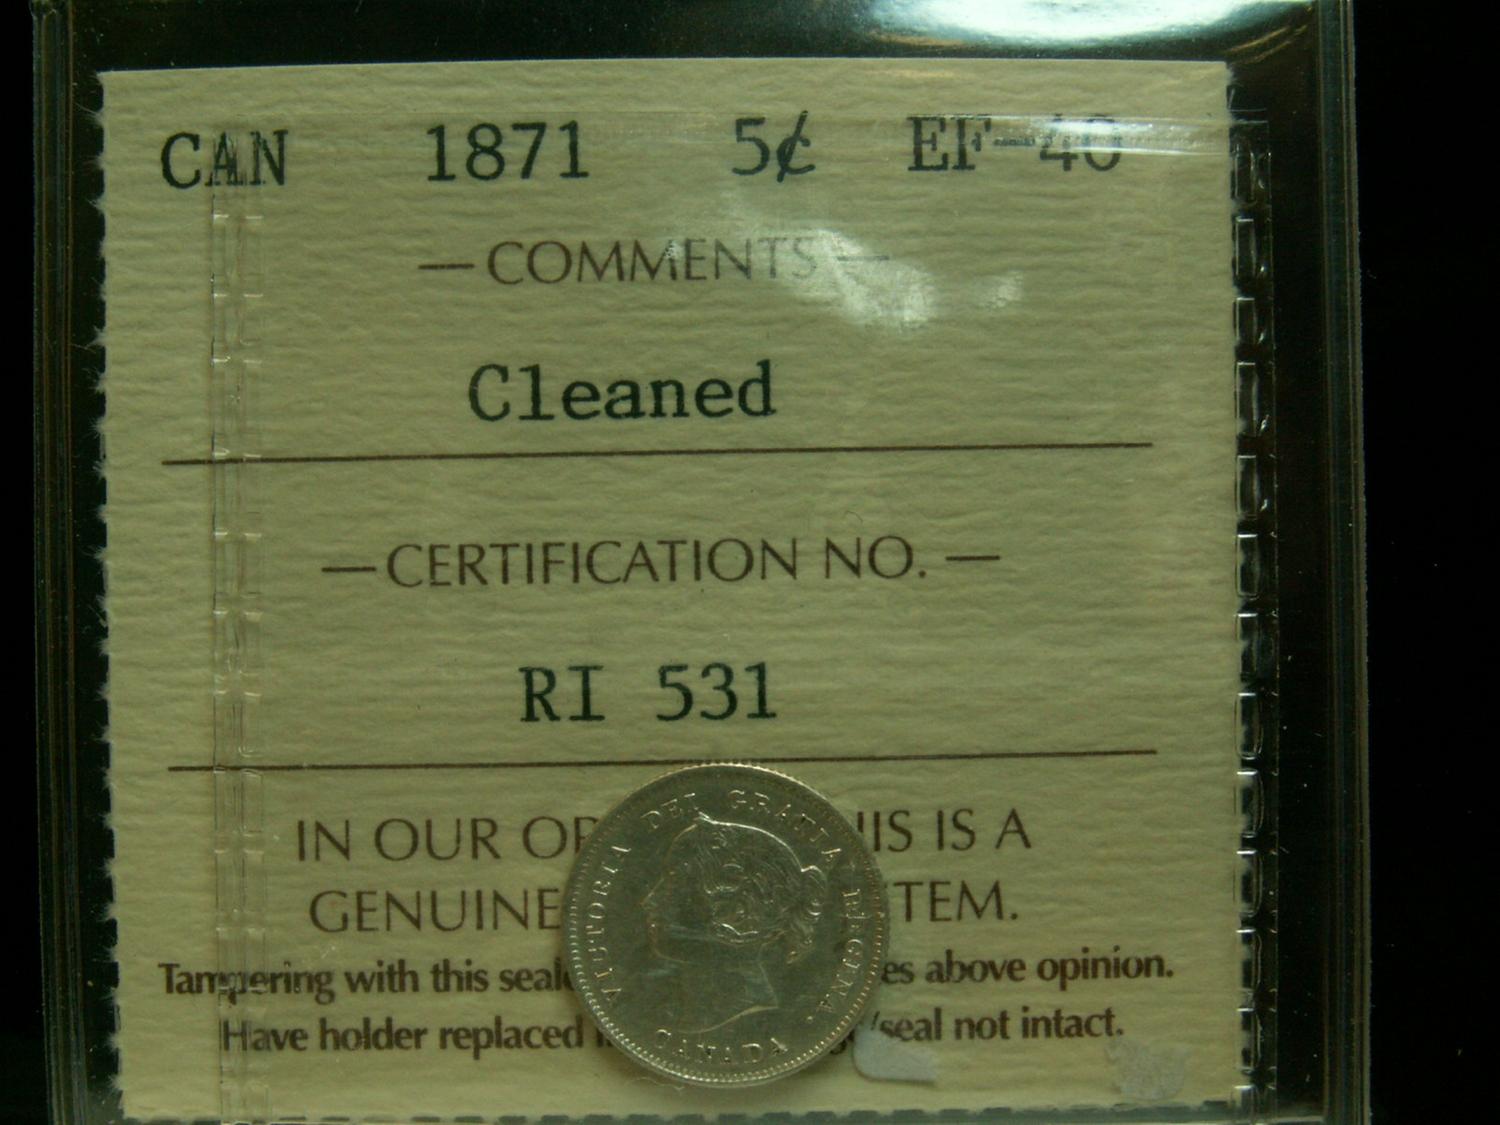 CAN 1871 5¢ EF-40
— COMMENTS —
Cleaned
— CERTIFICATION NO. —
RI 531
IN OUR OP IIS IS A
GENUINE TEM.
Tampering with this seal es above opinion.
Have holder replaced /seal not intact.
VICTORIA DEI GRATIA REGINA.
CANADA